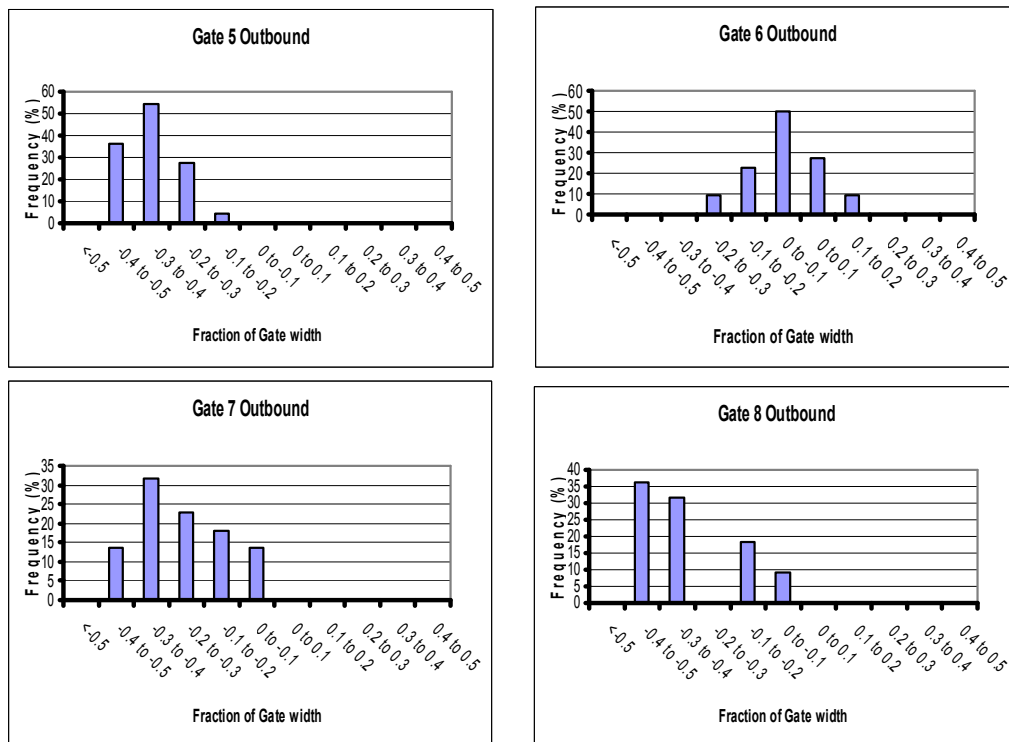 Gate 5 Outbound
Frequency (%)
60
50
40
30
20
10
0
<-0.5
-0.4 to -0.5
-0.3 to -0.4
-0.2 to -0.3
-0.1 to -0.2
0 to -0.1
0 to 0.1
0.1 to 0.2
0.2 to 0.3
0.3 to 0.4
0.4 to 0.5
Fraction of Gate width
Gate 6 Outbound
Frequency (%)
60
50
40
30
20
10
0
<-0.5
-0.4 to -0.5
-0.3 to -0.4
-0.2 to -0.3
-0.1 to -0.2
0 to -0.1
0 to 0.1
0.1 to 0.2
0.2 to 0.3
0.3 to 0.4
0.4 to 0.5
Fraction of Gate width
Gate 7 Outbound
Frequency (%)
35
30
25
20
15
10
5
0
<-0.5
-0.4 to -0.5
-0.3 to -0.4
-0.2 to -0.3
-0.1 to -0.2
0 to -0.1
0 to 0.1
0.1 to 0.2
0.2 to 0.3
0.3 to 0.4
0.4 to 0.5
Fraction of Gate width
Gate 8 Outbound
Frequency (%)
40
35
30
25
20
15
10
5
0
<-0.5
-0.4 to -0.5
-0.3 to -0.4
-0.2 to -0.3
-0.1 to -0.2
0 to -0.1
0 to 0.1
0.1 to 0.2
0.2 to 0.3
0.3 to 0.4
0.4 to 0.5
Fraction of Gate width